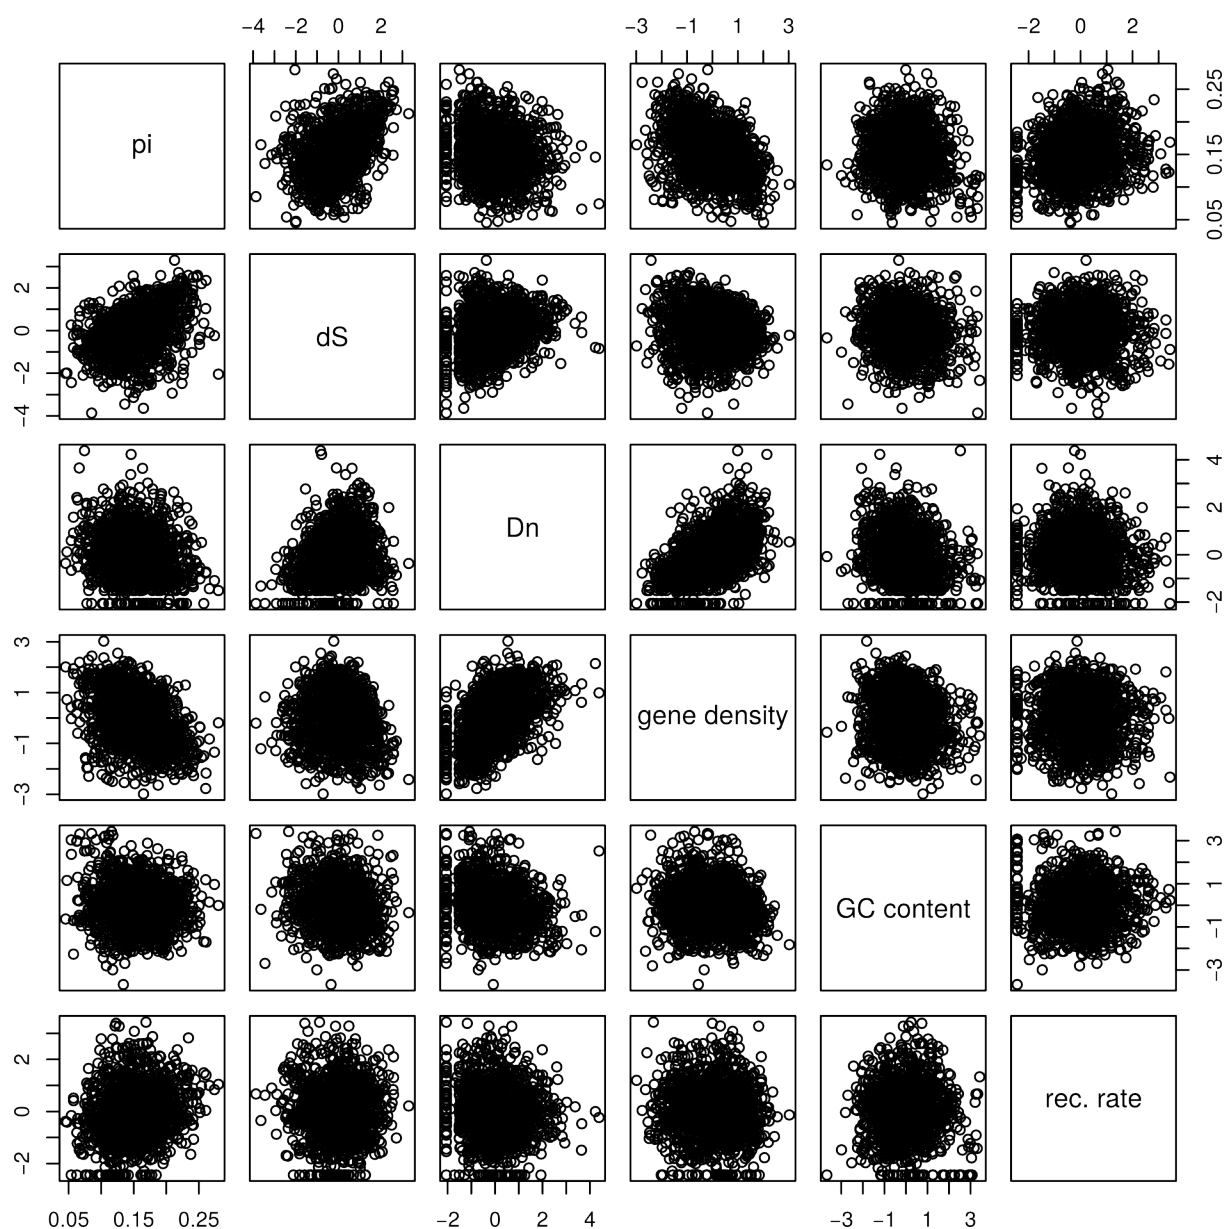 −4 −2 0 2 −3 −1 1 3 0 2
pi 0.05 0.15 0.25
−4 −2 0 2 dS
Dn −2 0 2 4
−3 −1 1 3 gene density
GC content −3 −1 1 3
−2 0 2 rec. rate
0.05 0.15 0.25 −2 0 2 4 −3 −1 1 3